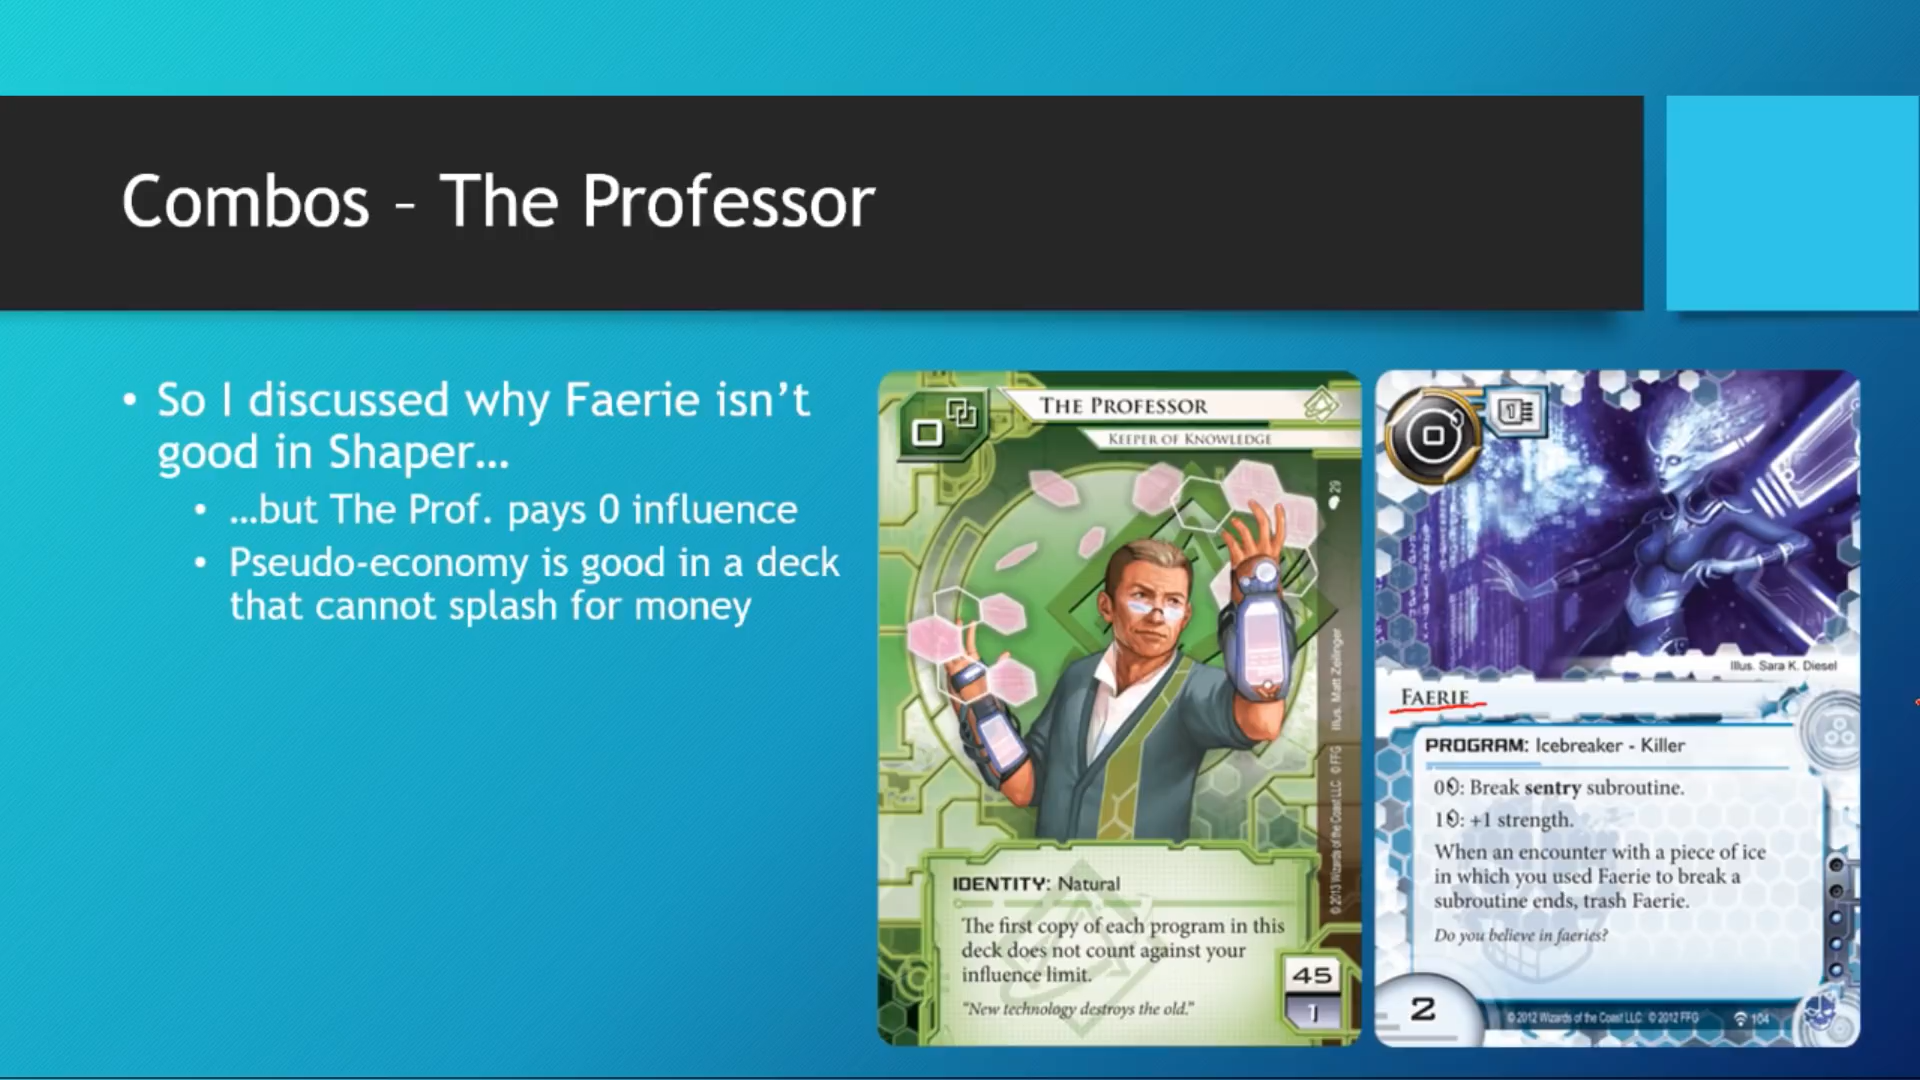 Combos – The Professor
• So I discussed why Faerie isn't
good in Shaper…
• …but The Prof. pays 0 influence
• Pseudo-economy is good in a deck
that cannot splash for money
The Professor
Keeper of Knowledge
29
Illus. Matt Zeilinger
© 2013 Wizards of the Coast LLC. © FFG
IDENTITY: Natural
The first copy of each program in this
deck does not count against your
influence limit.
"New technology destroys the old."
45
1
1
Illus. Sara K. Diesel
Faerie
PROGRAM: Icebreaker - Killer
0: Break sentry subroutine.
1: +1 strength.
When an encounter with a piece of ice
in which you used Faerie to break a
subroutine ends, trash Faerie.
Do you believe in faeries?
2
© 2012 Wizards of the Coast LLC. © 2012 FFG
104